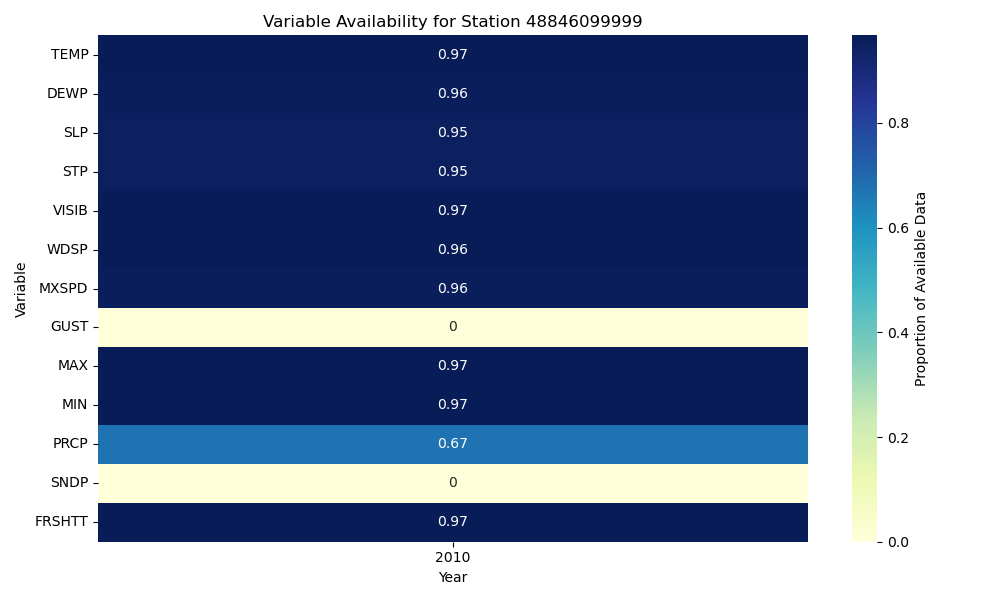 Variable Availability for Station 48846099999
Variable
TEMP 0.97
DEWP 0.96
SLP 0.95
STP 0.95
VISIB 0.97
WDSP 0.96
MXSPD 0.96
GUST 0
MAX 0.97
MIN 0.97
PRCP 0.67
SNDP 0
FRSHTT 0.97
2010
Year
0.8
0.6
0.4
0.2
0.0
Proportion of Available Data